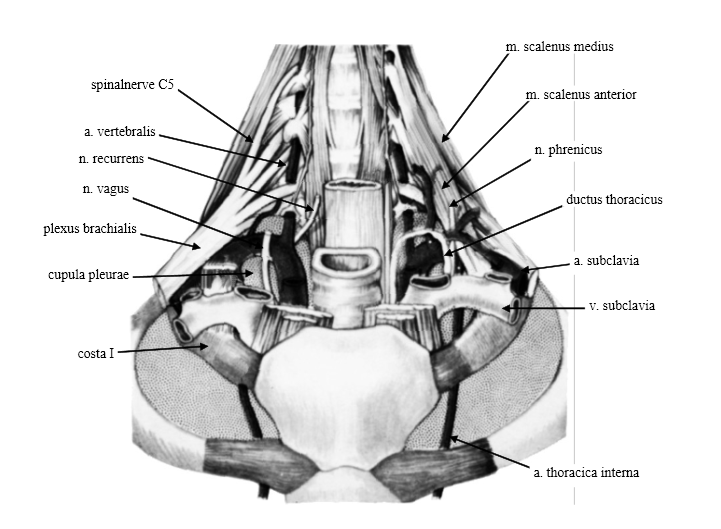 m. scalenus medius
spinalnerve C5
m. scalenus anterior
a. vertebralis
n. recurrens
n. phrenicus
n. vagus
ductus thoracicus
plexus brachialis
a. subclavia
cupula pleurae
v. subclavia
costa I
a. thoracica interna